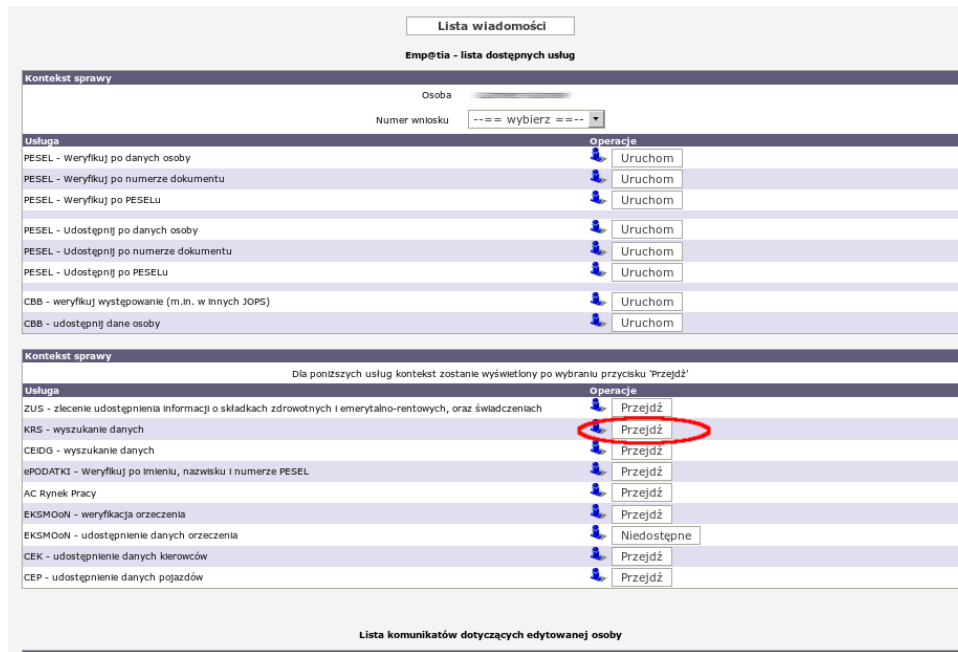 Lista wiadomości
Emp@tia - lista dostępnych usług
Kontekst sprawy
Osoba
Numer wniosku --== wybierz ==--
Usługa Operacje
PESEL - Weryfikuj po danych osoby Uruchom
PESEL - Weryfikuj po numerze dokumentu Uruchom
PESEL - Weryfikuj po PESELu Uruchom
PESEL - Udostępnij po danych osoby Uruchom
PESEL - Udostępnij po numerze dokumentu Uruchom
PESEL - Udostępnij po PESELu Uruchom
CBB - weryfikuj występowanie (m.in. w innych JOPS) Uruchom
CBB - udostępnij dane osoby Uruchom
Kontekst sprawy
Dla poniższych usług kontekst zostanie wyświetlony po wybraniu przycisku 'Przejdź'
Usługa Operacje
ZUS - zlecenie udostępnienia informacji o składkach zdrowotnych i emerytalno-rentowych, oraz świadczeniach Przejdź
KRS - wyszukanie danych Przejdź
CEIDG - wyszukanie danych Przejdź
ePODATKI - Weryfikuj po imieniu, nazwisku i numerze PESEL Przejdź
AC Rynek Pracy Przejdź
EKSMOoN - weryfikacja orzeczenia Przejdź
EKSMOoN - udostępnienie danych orzeczenia Niedostępne
CEK - udostępnienie danych kierowców Przejdź
CEP - udostępnienie danych pojazdów Przejdź
Lista komunikatów dotyczących edytowanej osoby